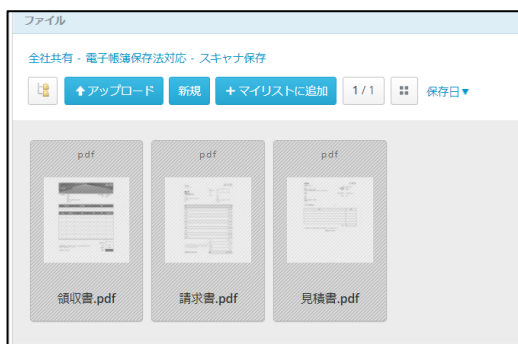 ファイル
全社共有 - 電子帳簿保存法対応 - スキャナ保存
アップロード 新規 +マイリストに追加 1 / 1 保存日▼
pdf pdf pdf
領収書.pdf 請求書.pdf 見積書.pdf